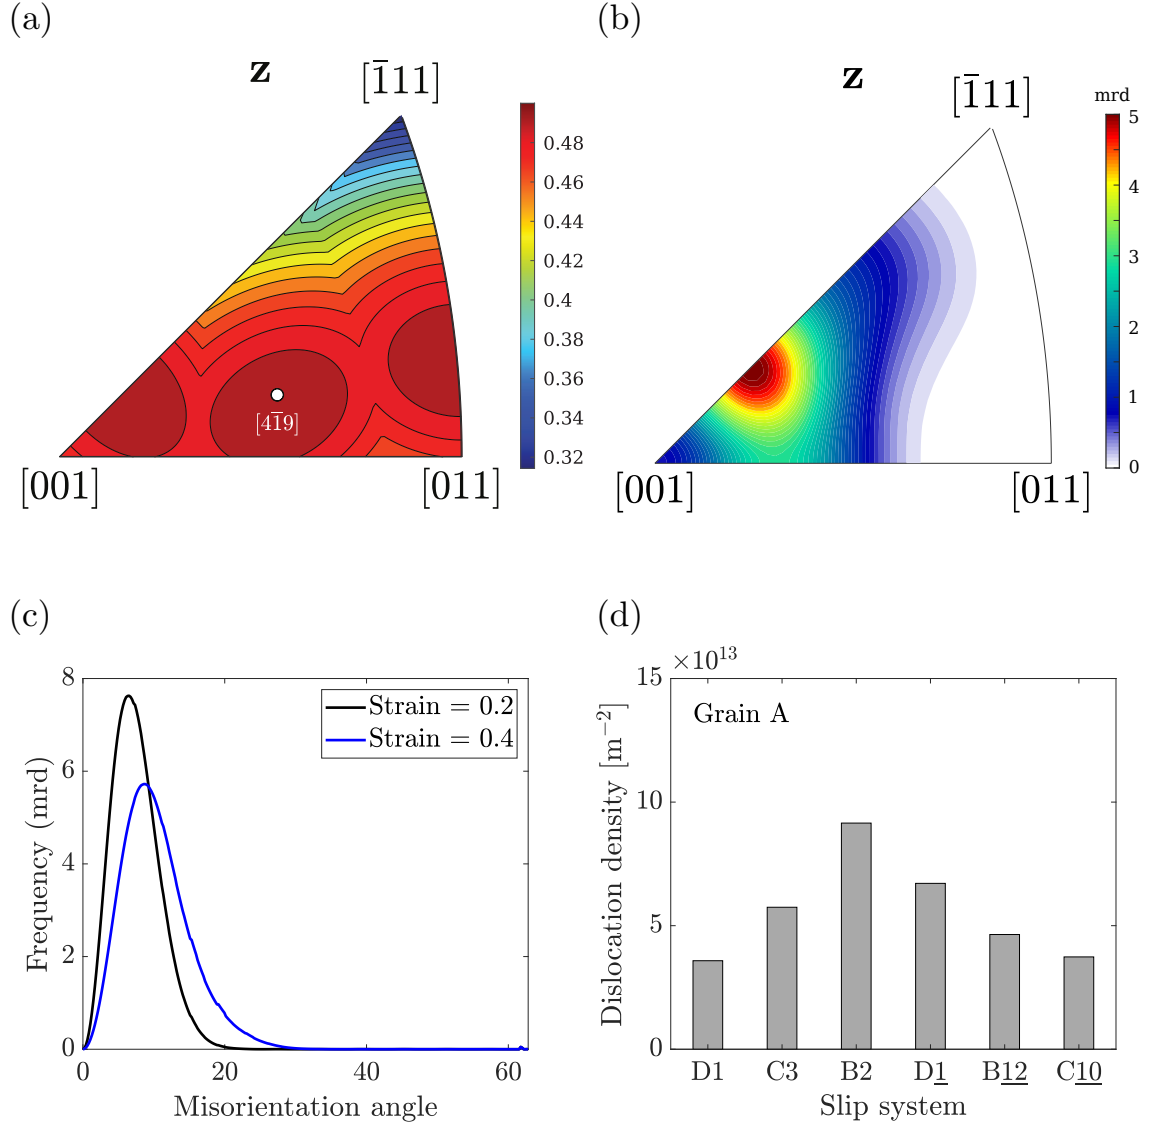 (a)
z
[1̄11]
0.48
0.46
0.44
0.42
0.4
0.38
0.36
0.34
0.32
[41̄9]
[001]
[011]
(b)
z
[1̄11]
mrd
5
4
3
2
1
0
[001]
[011]
(c)
8
6
4
2
0
Frequency (mrd)
Strain = 0.2
Strain = 0.4
0
20
40
60
Misorientation angle
(d)
×10¹³
15
10
5
0
Dislocation density [m⁻²]
Grain A
D1
C3
B2
D1̲
B1̲2̲
C1̲0̲
Slip system